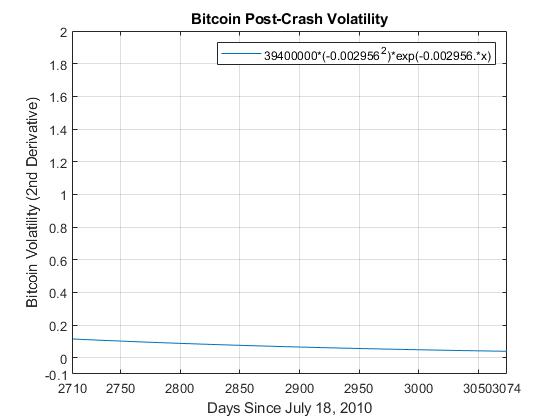 Bitcoin Post-Crash Volatility
39400000*(-0.002956^2)*exp(-0.002956.*x)
Bitcoin Volatility (2nd Derivative)
2
1.8
1.6
1.4
1.2
1
0.8
0.6
0.4
0.2
0
-0.1
2710 2750 2800 2850 2900 2950 3000 3050 3074
Days Since July 18, 2010